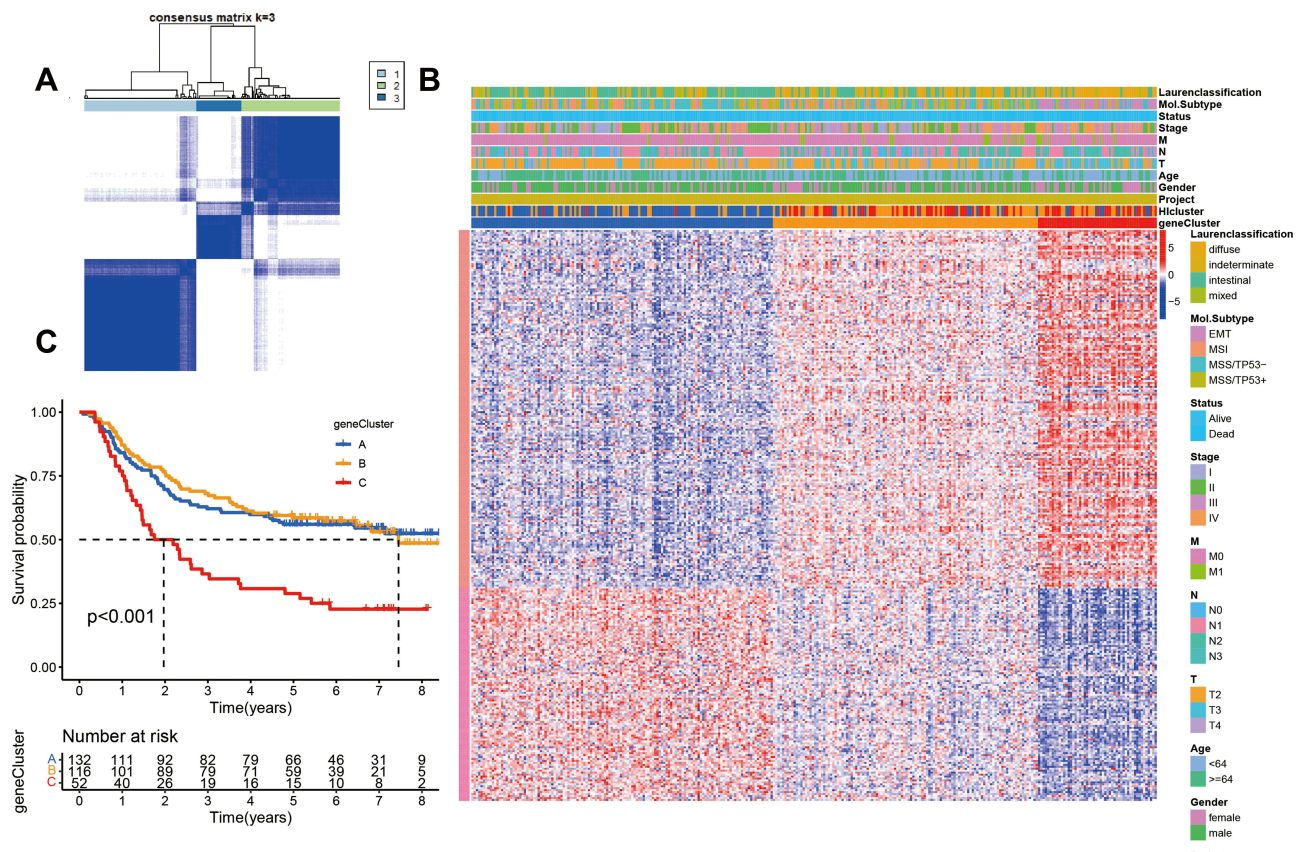 consensus matrix k=3
A
1
2
3
B
Laurenclassification
Mol.Subtype
Status
Stage
M
N
T
Age
Gender
Project
HIcluster
geneCluster
5
0
−5
Laurenclassification
diffuse
indeterminate
intestinal
mixed
Mol.Subtype
EMT
MSI
MSS/TP53−
MSS/TP53+
Status
Alive
Dead
Stage
I
II
III
IV
M
M0
M1
N
N0
N1
N2
N3
T
T2
T3
T4
Age
<64
>=64
Gender
female
male
C
Survival probability
1.00
0.75
0.50
0.25
0.00
geneCluster
A
B
C
p<0.001
0 1 2 3 4 5 6 7 8
Time(years)
Number at risk
geneCluster
A 132 111 92 82 79 66 46 31 9
B 116 101 89 79 71 59 39 21 5
C 52 40 26 19 16 15 10 8 2
0 1 2 3 4 5 6 7 8
Time(years)